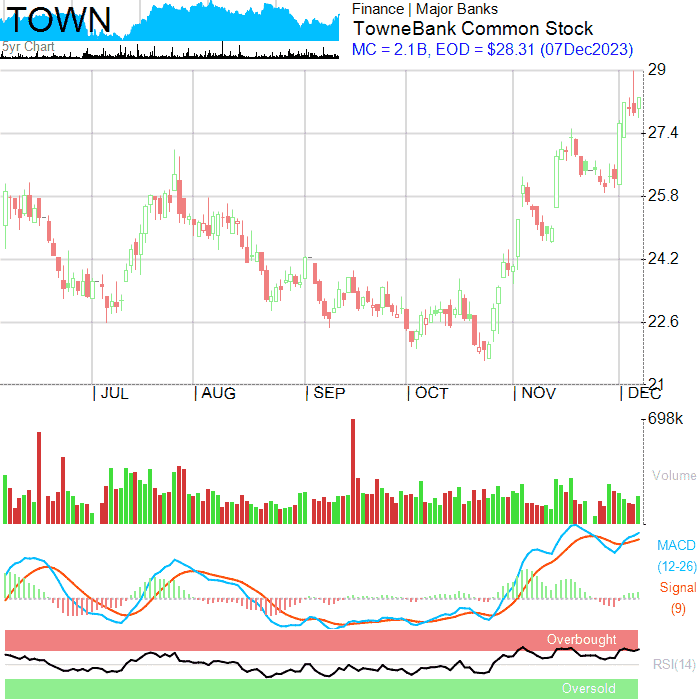 TOWN
5yr Chart
Finance | Major Banks
TowneBank Common Stock
MC = 2.1B, EOD = $28.31 (07Dec2023)
29
27.4
25.8
24.2
22.6
21
| JUL
| AUG
| SEP
| OCT
| NOV
| DEC
698k
Volume
MACD
(12-26)
Signal
(9)
Overbought
RSI(14)
Oversold